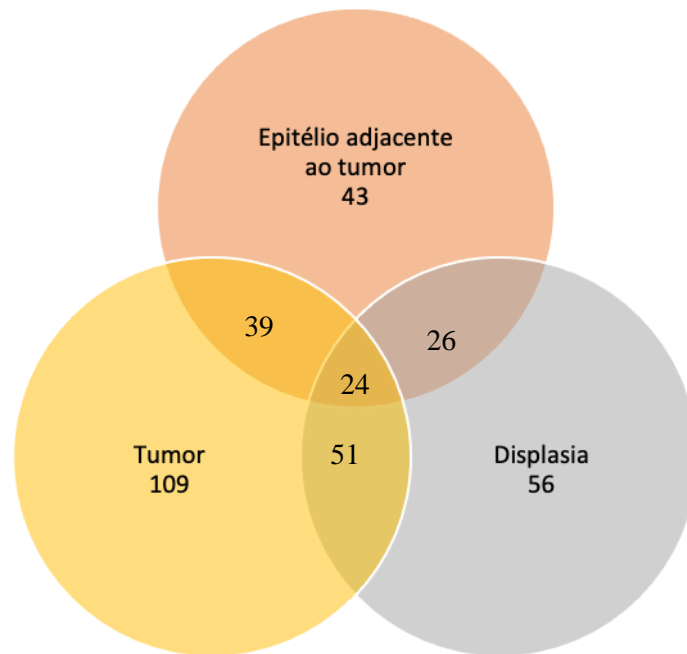 Epitélio adjacente
ao tumor
43
39
26
24
Tumor
109
51
Displasia
56